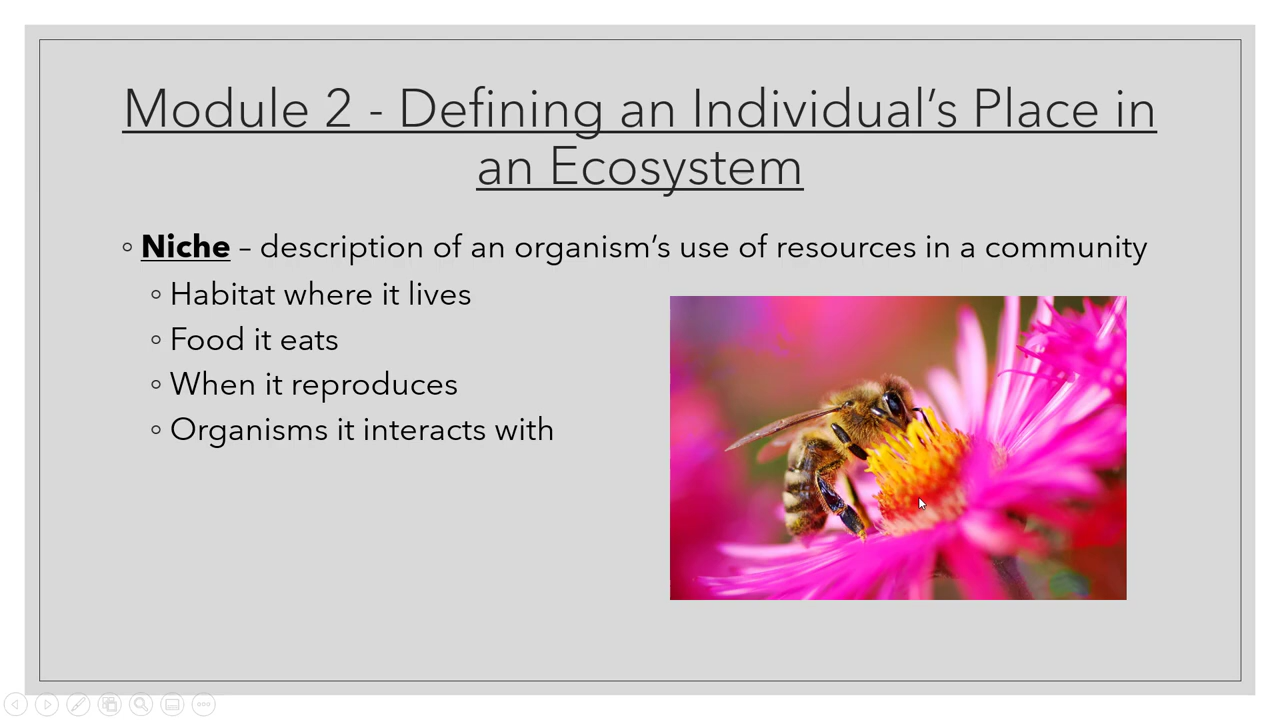 Module 2 - Defining an Individual’s Place in
an Ecosystem
◦ Niche – description of an organism’s use of resources in a community
◦ Habitat where it lives
◦ Food it eats
◦ When it reproduces
◦ Organisms it interacts with